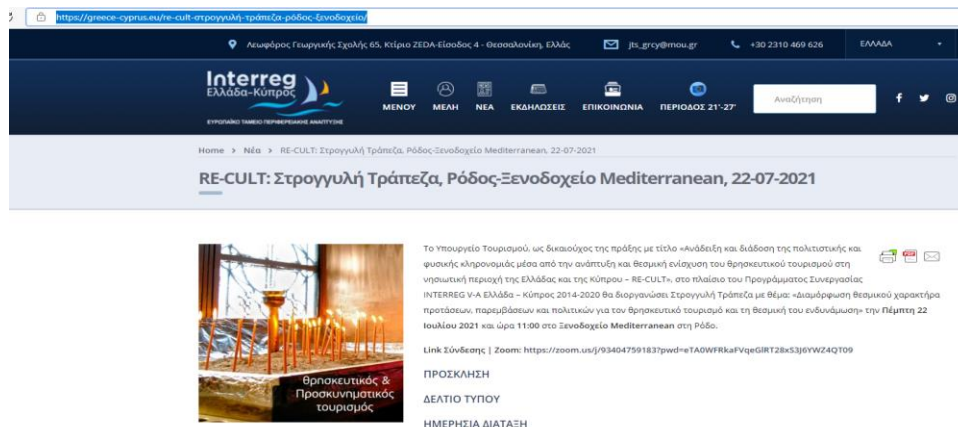 https://greece-cyprus.eu/re-cult-στρογγυλή-τράπεζα-ρόδος-ξενοδοχείο/
Λεωφόρος Γεωργικής Σχολής 65, Κτίριο ZEDA-Είσοδος 4 - Θεσσαλονίκη, Ελλάς jts_grcy@mou.gr +30 2310 469 626 ΕΛΛΑΔΑ
Interreg
Ελλάδα-Κύπρος
ΕΥΡΩΠΑΪΚΟ ΤΑΜΕΙΟ ΠΕΡΙΦΕΡΕΙΑΚΗΣ ΑΝΑΠΤΥΞΗΣ
ΜΕΝΟΥ ΜΕΛΗ ΝΕΑ ΕΚΔΗΛΩΣΕΙΣ ΕΠΙΚΟΙΝΩΝΙΑ ΠΕΡΙΟΔΟΣ 21'-27' Αναζήτηση
Home > Νέα > RE-CULT: Στρογγυλή Τράπεζα, Ρόδος-Ξενοδοχείο Mediterranean, 22-07-2021
RE-CULT: Στρογγυλή Τράπεζα, Ρόδος-Ξενοδοχείο Mediterranean, 22-07-2021
θρησκευτικός &
Προσκυνηματικός
τουρισμός
Το Υπουργείο Τουρισμού, ως δικαιούχος της πράξης με τίτλο «Ανάδειξη και διάδοση της πολιτιστικής και
φυσικής κληρονομιάς μέσα από την ανάπτυξη και θεσμική ενίσχυση του θρησκευτικού τουρισμού στη
νησιωτική περιοχή της Ελλάδας και της Κύπρου – RE-CULT», στο πλαίσιο του Προγράμματος Συνεργασίας
INTERREG V-A Ελλάδα – Κύπρος 2014-2020 θα διοργανώσει Στρογγυλή Τράπεζα με θέμα: «Διαμόρφωση θεσμικού χαρακτήρα
προτάσεων, παρεμβάσεων και πολιτικών για τον θρησκευτικό τουρισμό και τη θεσμική του ενδυνάμωση» την Πέμπτη 22
Ιουλίου 2021 και ώρα 11:00 στο Ξενοδοχείο Mediterranean στη Ρόδο.
Link Σύνδεσης | Zoom: https://zoom.us/j/93404759183?pwd=eTA0WFRkaFVqeGlRT28xS3J6YWZ4QT09
ΠΡΟΣΚΛΗΣΗ
ΔΕΛΤΙΟ ΤΥΠΟΥ
ΗΜΕΡΗΣΙΑ ΔΙΑΤΑΞΗ